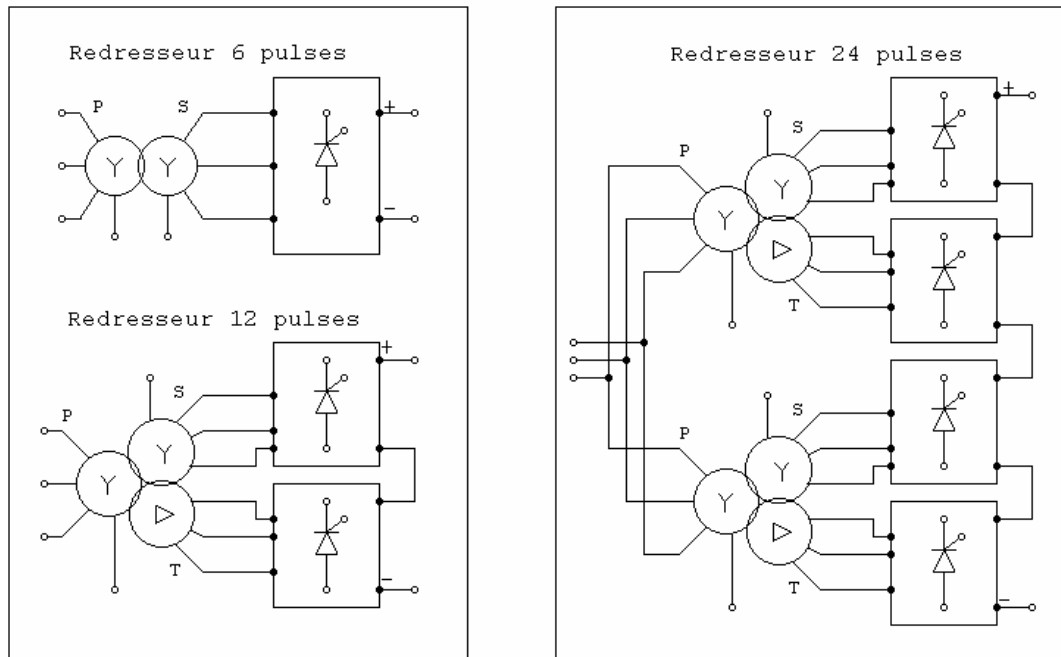 Redresseur 6 pulses
P S
Y Y
+
-
Redresseur 12 pulses
P S
Y Y
T
+
-
Redresseur 24 pulses
P S
Y Y
T
+
P S
Y Y
T
-